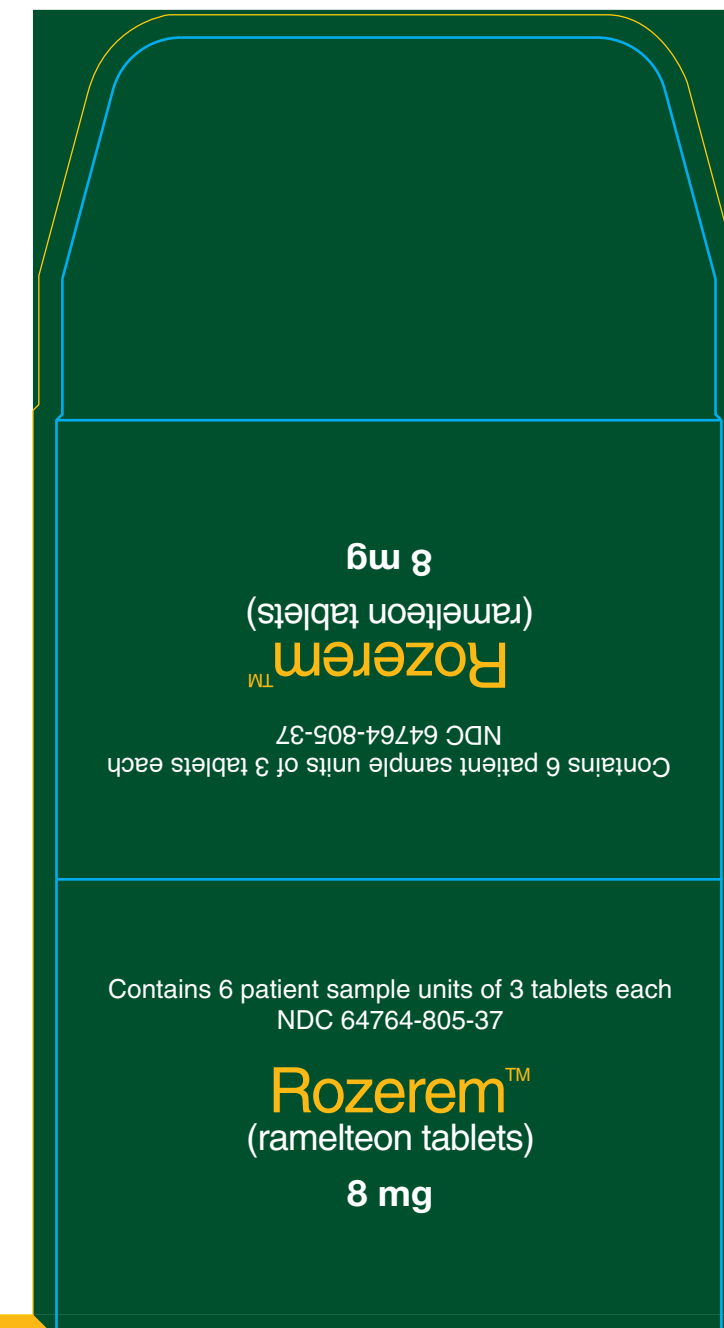 8 mg
(ramelteon tablets)
Rozerem™
NDC 64764-805-37
Contains 6 patient sample units of 3 tablets each
Contains 6 patient sample units of 3 tablets each
NDC 64764-805-37
Rozerem™
(ramelteon tablets)
8 mg